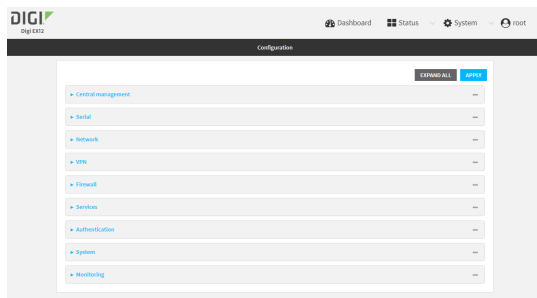 DIGI
Digi EX12
Dashboard
Status
System
root
Configuration
EXPAND ALL
APPLY
Central management
Serial
Network
VPN
Firewall
Services
Authentication
System
Monitoring